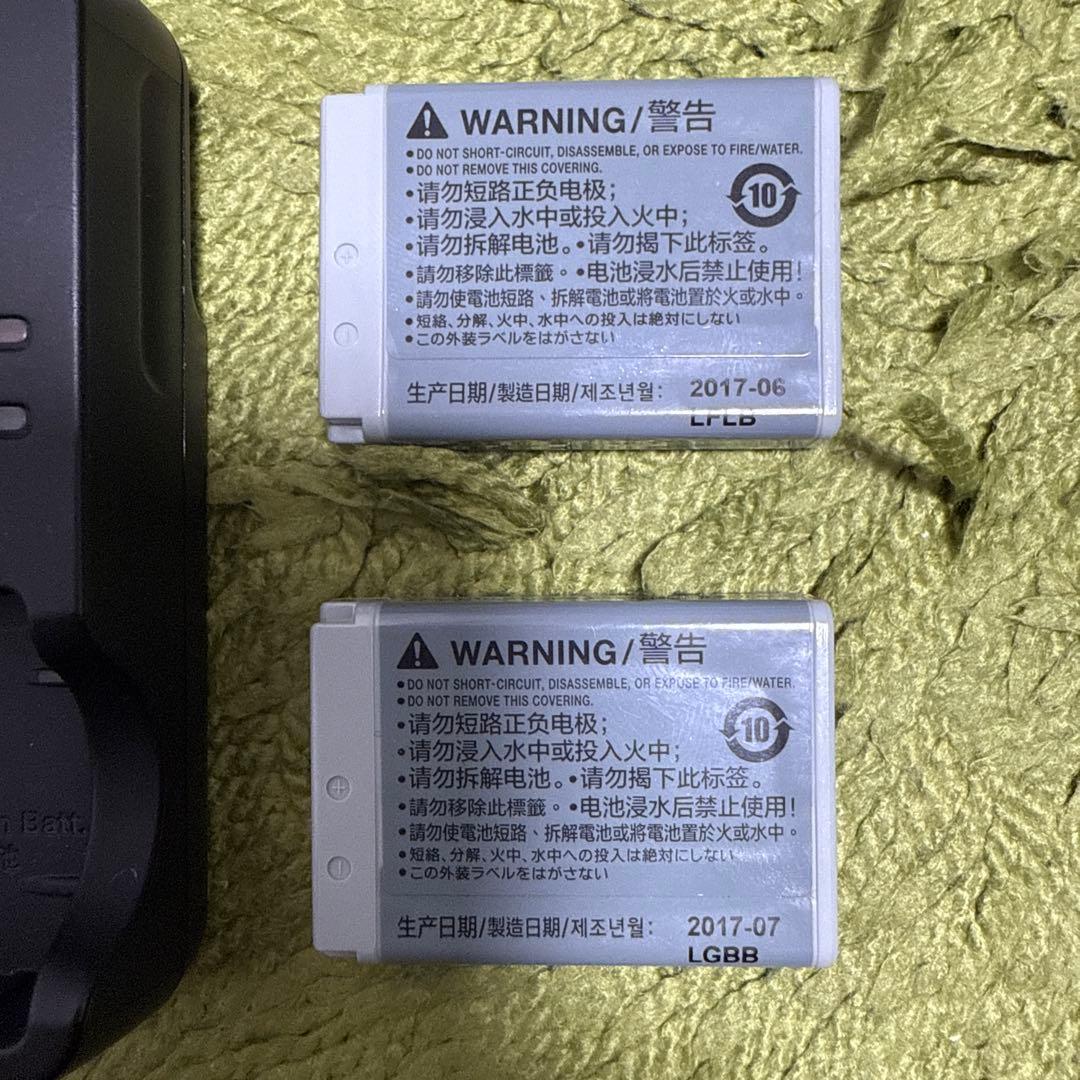 WARNING/警告
•DO NOT SHORT-CIRCUIT, DISASSEMBLE, OR EXPOSE TO FIRE/WATER.
•DO NOT REMOVE THIS COVERING.
•请勿短路正负电极；
10
•请勿浸入水中或投入火中；
•请勿拆解电池。•请勿揭下此标签。
•請勿移除此標籤。•电池浸水后禁止使用！
•請勿使電池短路、拆解電池或將電池置於火或水中。
•短絡、分解、火中、水中への投入は絶対にしない
•この外装ラベルをはがさない
生产日期/製造日期/제조년월： 2017-06
LFLB
+
−
WARNING/警告
•DO NOT SHORT-CIRCUIT, DISASSEMBLE, OR EXPOSE TO FIRE/WATER.
•DO NOT REMOVE THIS COVERING.
•请勿短路正负电极；
10
•请勿浸入水中或投入火中；
•请勿拆解电池。•请勿揭下此标签。
•請勿移除此標籤。•电池浸水后禁止使用！
•請勿使電池短路、拆解電池或將電池置於火或水中。
•短絡、分解、火中、水中への投入は絶対にしない
•この外装ラベルをはがさない
生产日期/製造日期/제조년월： 2017-07
LGBB
+
−
Batt.
池